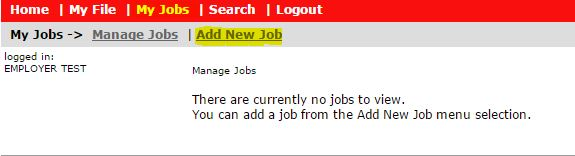 Home | My File | My Jobs | Search | Logout
My Jobs -> Manage Jobs | Add New Job
logged in:
EMPLOYER TEST
Manage Jobs
There are currently no jobs to view.
You can add a job from the Add New Job menu selection.